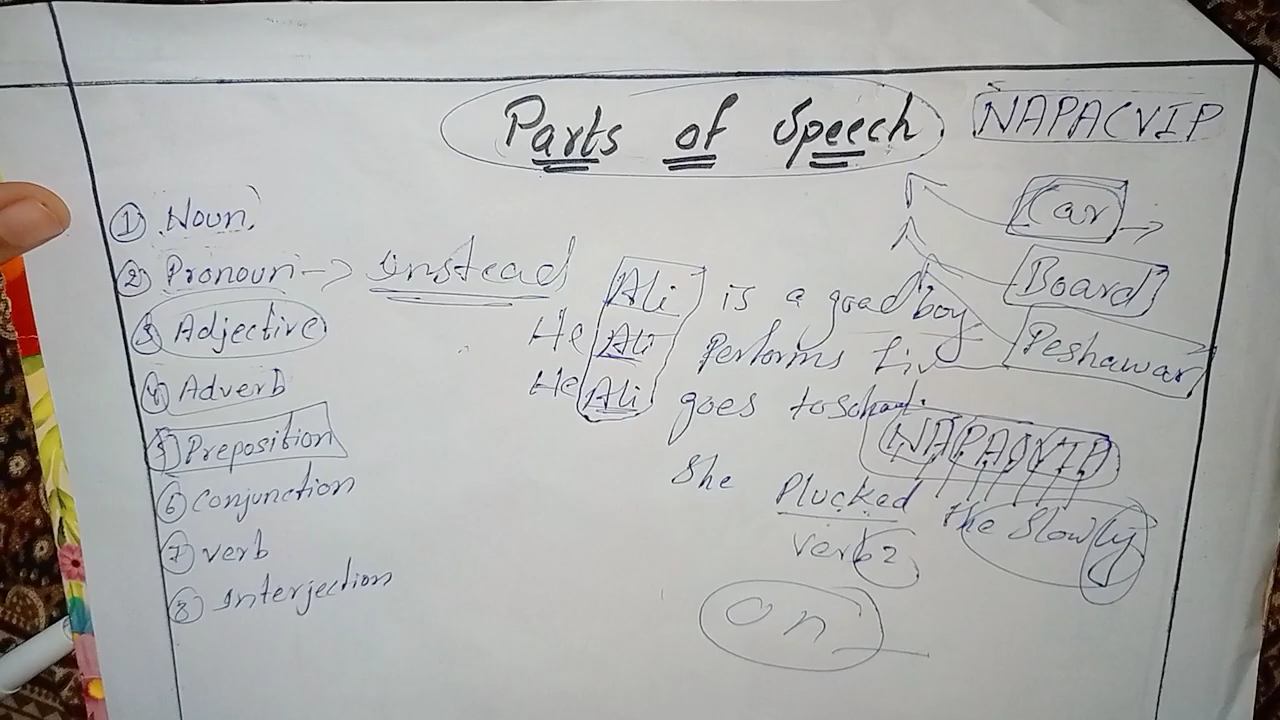 Parts of Speech
NAPACVIP
① Noun
② Pronoun -> instead
③ Adjective
④ Adverb
⑤ Preposition
⑥ Conjunction
⑦ verb
⑧ Interjection
Car
Board
Peshawar
Ali is a good boy
He Ali Performs
He Ali goes to school.
NAPACVIP
She Plucked the Slowly
Verb 2
on